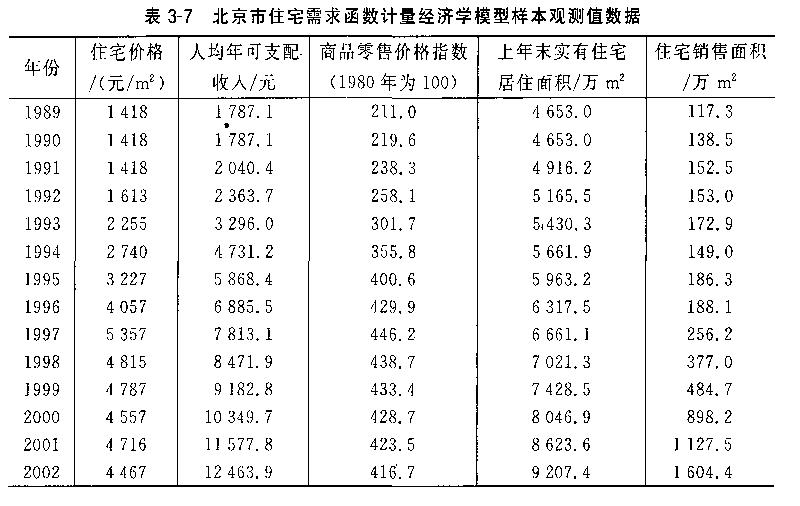 表 3-7 北京市住宅需求函数计量经济学模型样本观测值数据
年份 住宅价格/(元/m²) 人均年可支配收入/元 商品零售价格指数(1980年为100) 上年末实有住宅居住面积/万 m² 住宅销售面积/万 m²
1989 1 418 1 787.1 211.0 4 653.0 117.3
1990 1 418 1 787.1 219.6 4 653.0 138.5
1991 1 418 2 040.4 238.3 4 916.2 152.5
1992 1 613 2 363.7 258.1 5 165.5 153.0
1993 2 255 3 296.0 301.7 5 430.3 172.9
1994 2 740 4 731.2 355.8 5 661.9 149.0
1995 3 227 5 868.4 400.6 5 963.2 186.3
1996 4 057 6 885.5 429.9 6 317.5 188.1
1997 5 357 7 813.1 446.2 6 661.1 256.2
1998 4 815 8 471.9 438.7 7 021.3 377.0
1999 4 787 9 182.8 433.4 7 428.5 484.7
2000 4 557 10 349.7 428.7 8 046.9 898.2
2001 4 716 11 577.8 423.5 8 623.6 1 127.5
2002 4 467 12 463.9 416.7 9 207.4 1 604.4